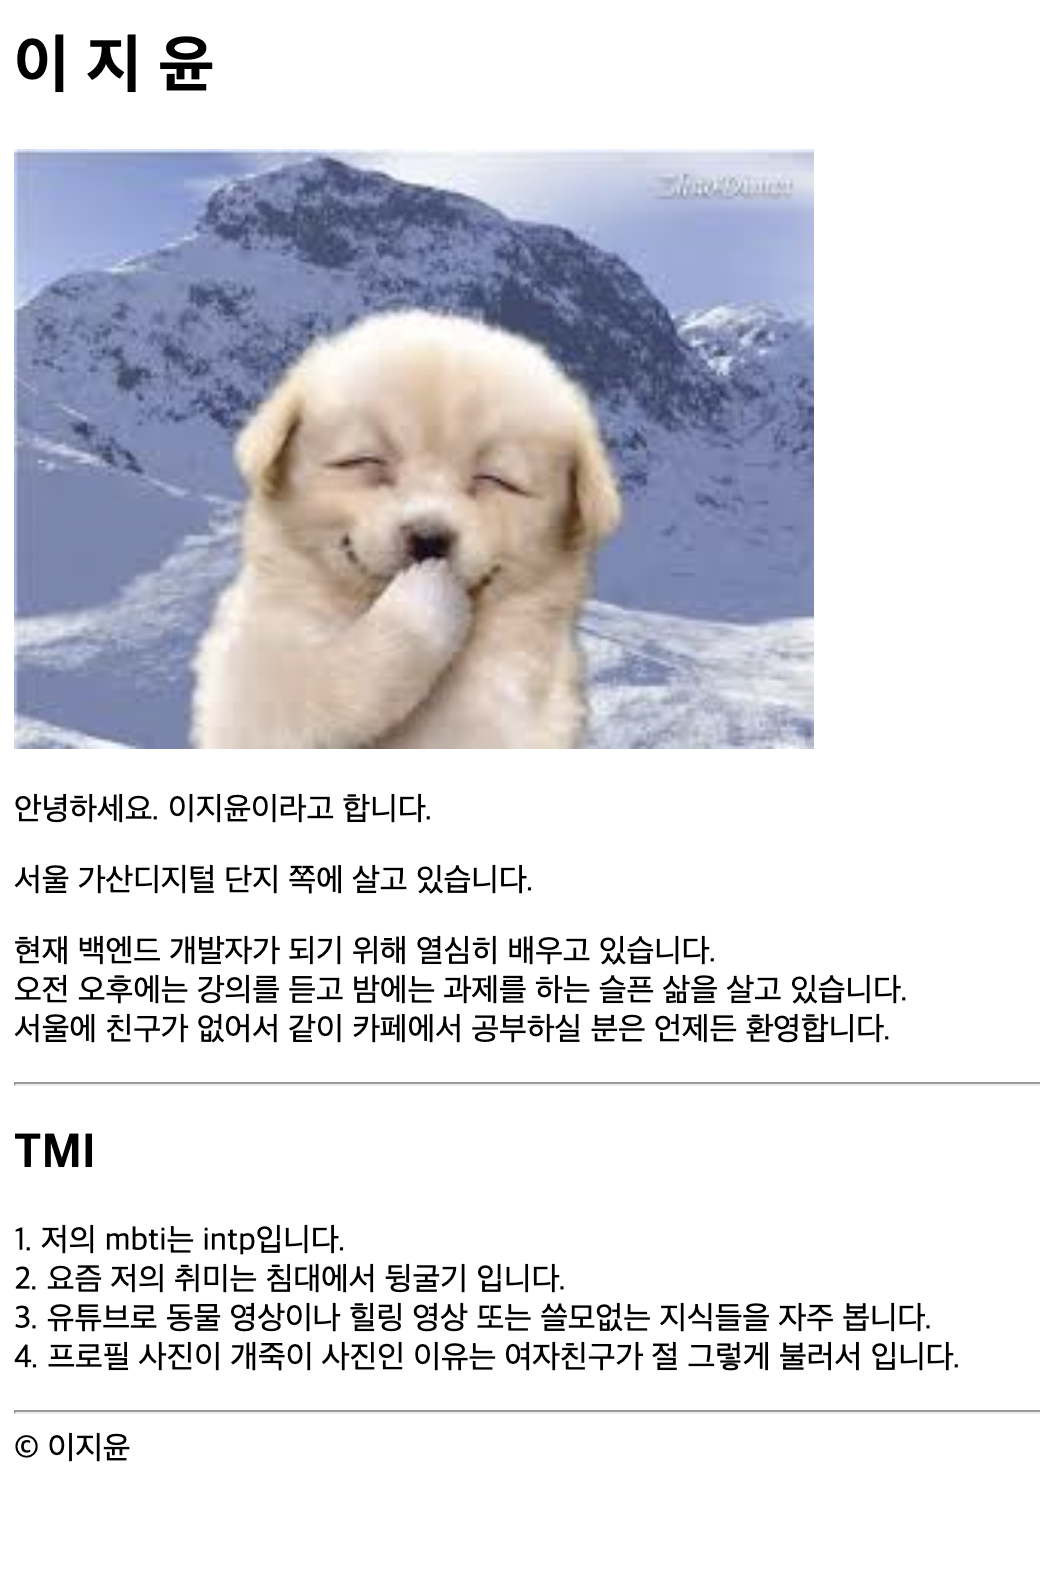 이 지 윤
안녕하세요. 이지윤이라고 합니다.
서울 가산디지털 단지 쪽에 살고 있습니다.
현재 백엔드 개발자가 되기 위해 열심히 배우고 있습니다.
오전 오후에는 강의를 듣고 밤에는 과제를 하는 슬픈 삶을 살고 있습니다.
서울에 친구가 없어서 같이 카페에서 공부하실 분은 언제든 환영합니다.
TMI
1. 저의 mbti는 intp입니다.
2. 요즘 저의 취미는 침대에서 뒹굴기 입니다.
3. 유튜브로 동물 영상이나 힐링 영상 또는 쓸모없는 지식들을 자주 봅니다.
4. 프로필 사진이 개죽이 사진인 이유는 여자친구가 절 그렇게 불러서 입니다.
© 이지윤